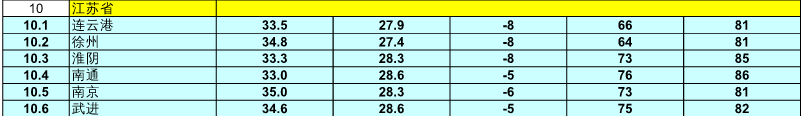 10 江苏省
10.1 连云港 33.5 27.9 -8 66 81
10.2 徐州 34.8 27.4 -8 64 81
10.3 淮阴 33.3 28.3 -8 73 85
10.4 南通 33.0 28.6 -5 76 86
10.5 南京 35.0 28.3 -6 73 81
10.6 武进 34.6 28.6 -5 75 82